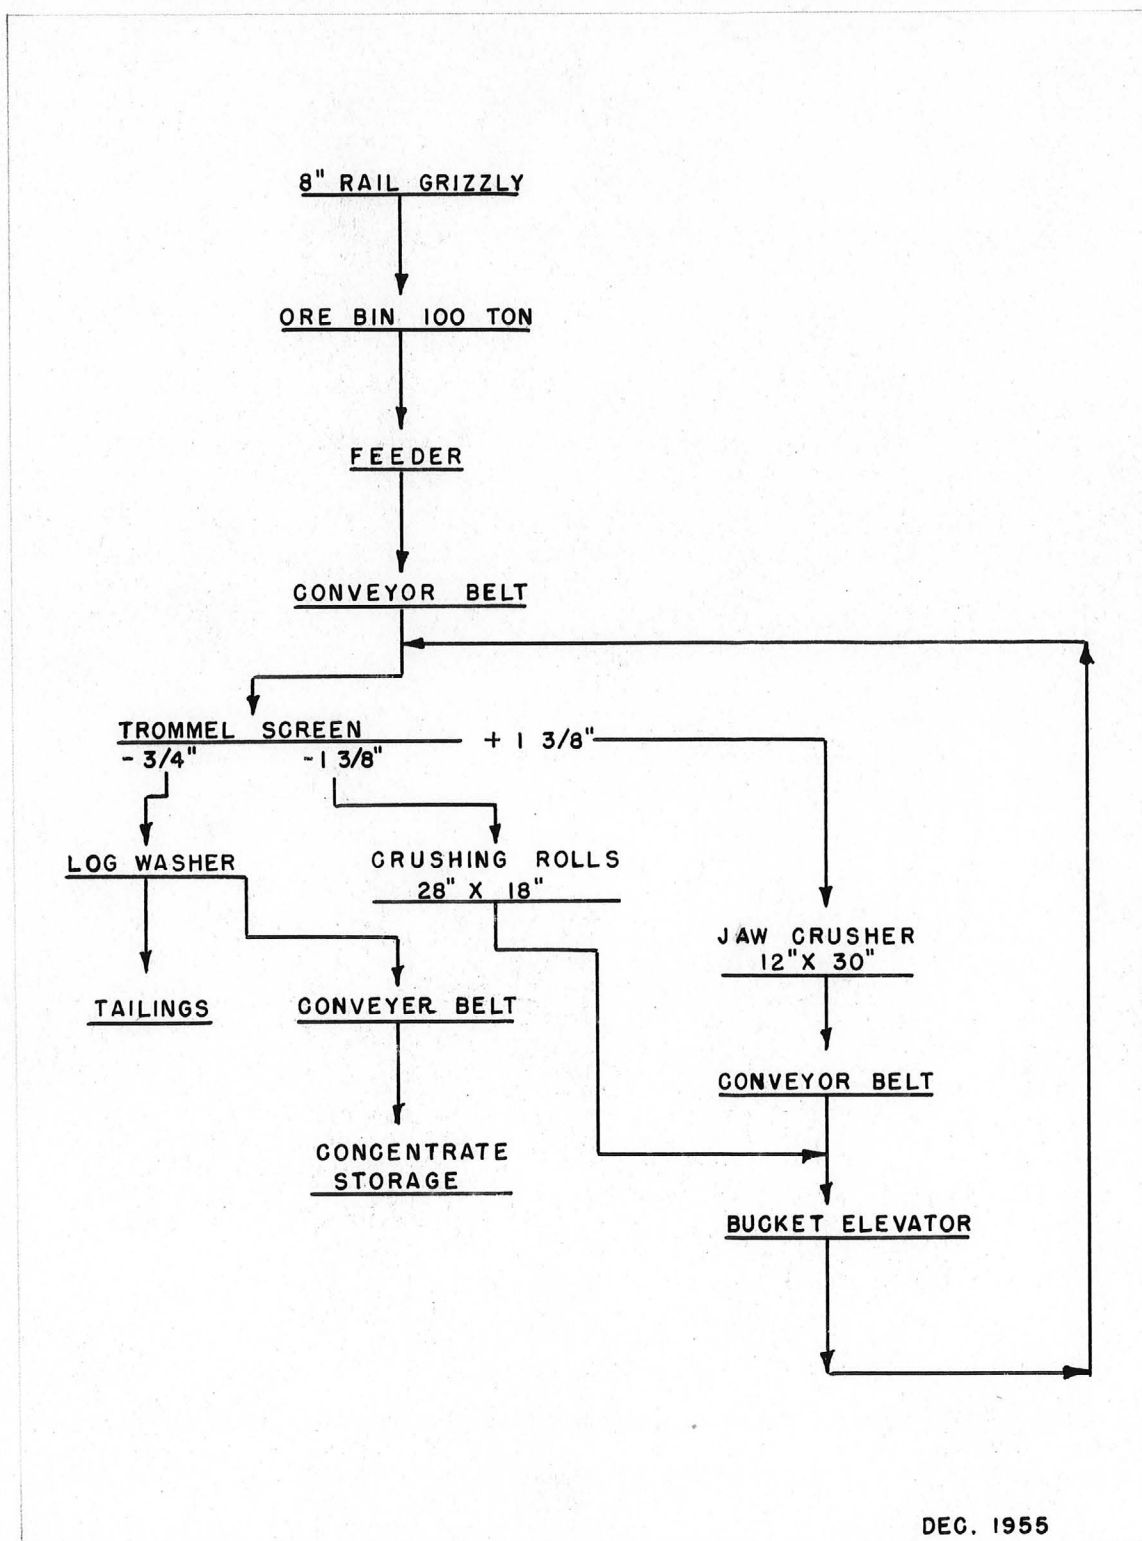 8" RAIL GRIZZLY
ORE BIN 100 TON
FEEDER
CONVEYOR BELT
TROMMEL SCREEN
+ 1 3/8"
- 3/4"
-1 3/8"
LOG WASHER
CRUSHING ROLLS
28" X 18"
JAW CRUSHER
12" X 30"
TAILINGS
CONVEYER BELT
CONVEYOR BELT
CONCENTRATE
STORAGE
BUCKET ELEVATOR
DEC. 1955